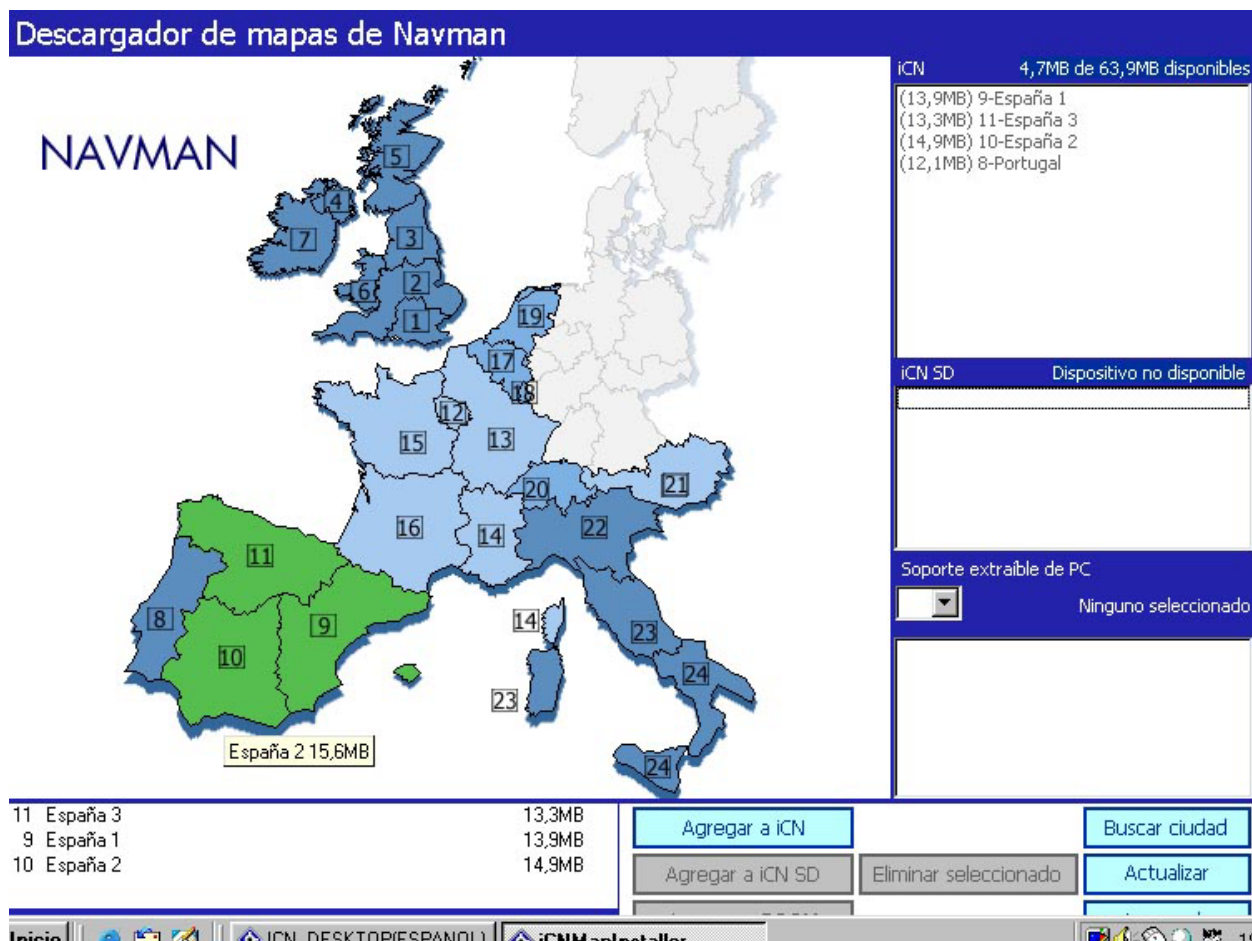 Descargador de mapas de Navman
NAVMAN
5
4
7
3
6
2
1
19
17
18
12
15
13
20
21
16
14
22
11
8
9
10
14
23
23
24
24
España 2 15,6MB
iCN 4,7MB de 63,9MB disponibles
(13,9MB) 9-España 1
(13,3MB) 11-España 3
(14,9MB) 10-España 2
(12,1MB) 8-Portugal
iCN SD Dispositivo no disponible
Soporte extraíble de PC
Ninguno seleccionado
11 España 3 13,3MB
9 España 1 13,9MB
10 España 2 14,9MB
Agregar a iCN
Buscar ciudad
Agregar a iCN SD
Eliminar seleccionado
Actualizar
Inicio
ICN_DESKTOP(ESPANOL)
iCNMapInstaller